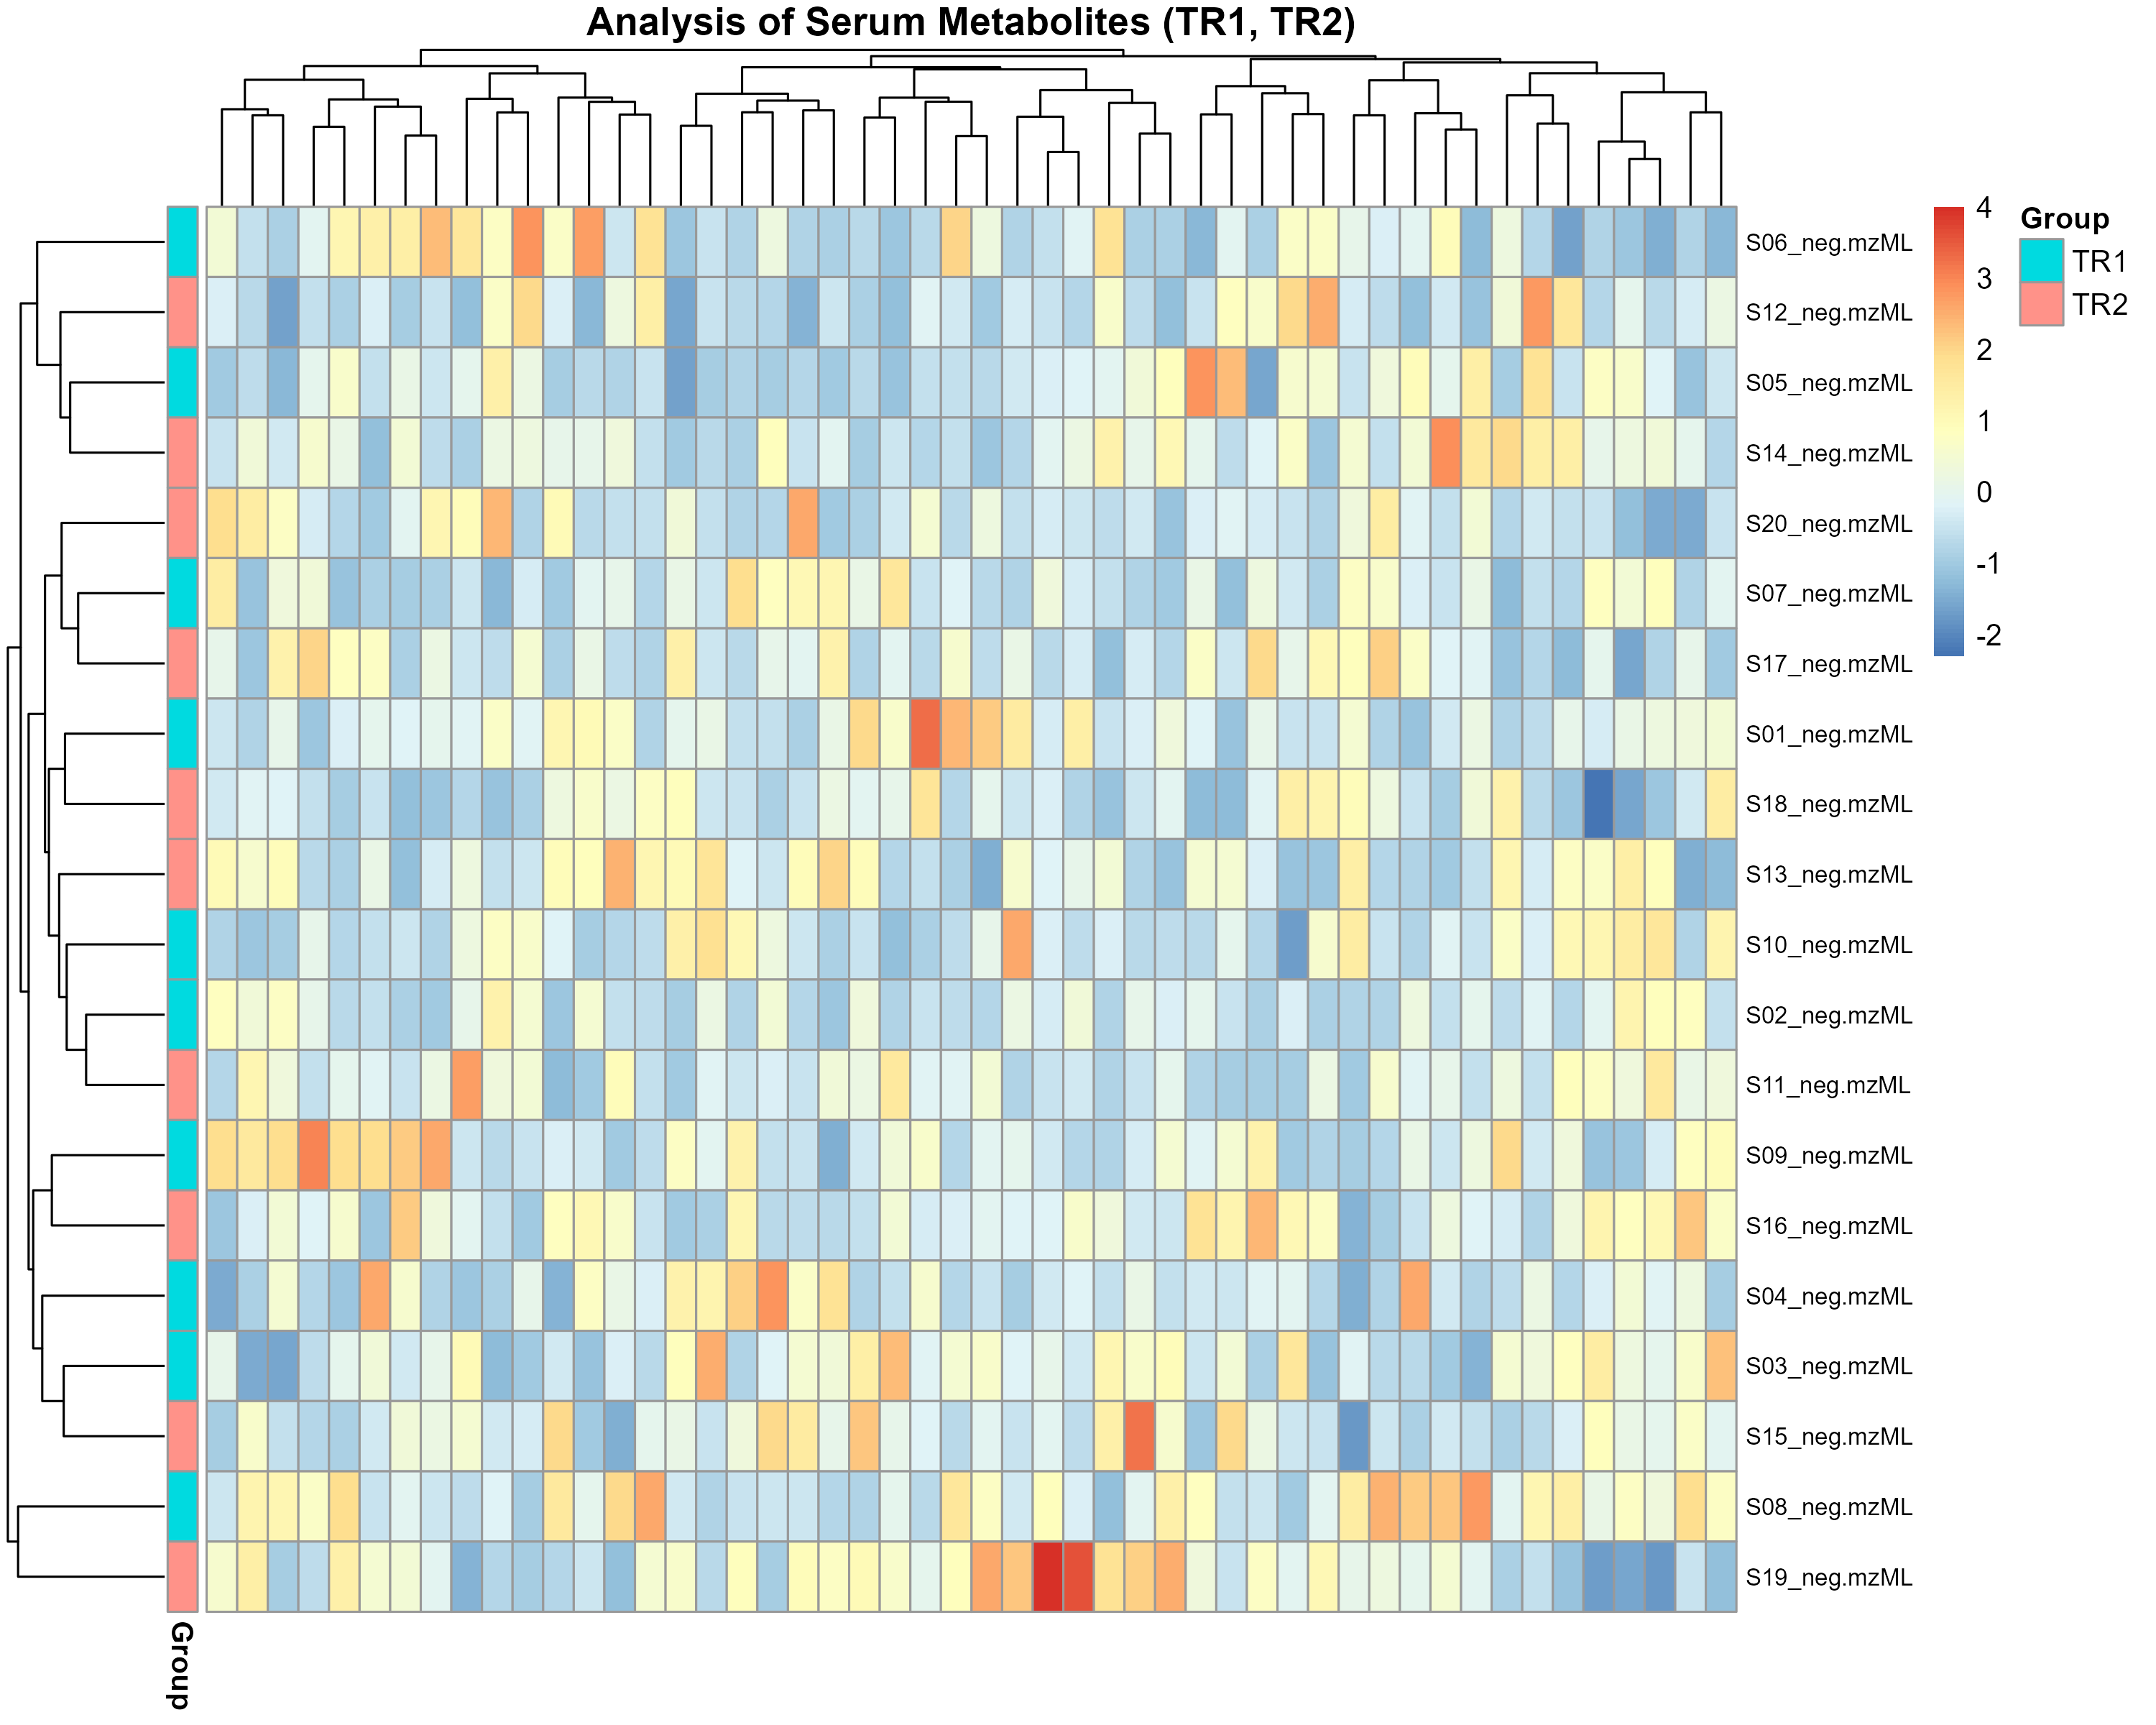 Analysis of Serum Metabolites (TR1, TR2)
S06_neg.mzML
S12_neg.mzML
S05_neg.mzML
S14_neg.mzML
S20_neg.mzML
S07_neg.mzML
S17_neg.mzML
S01_neg.mzML
S18_neg.mzML
S13_neg.mzML
S10_neg.mzML
S02_neg.mzML
S11_neg.mzML
S09_neg.mzML
S16_neg.mzML
S04_neg.mzML
S03_neg.mzML
S15_neg.mzML
S08_neg.mzML
S19_neg.mzML
4
3
2
1
0
-1
-2
Group
TR1
TR2
Group